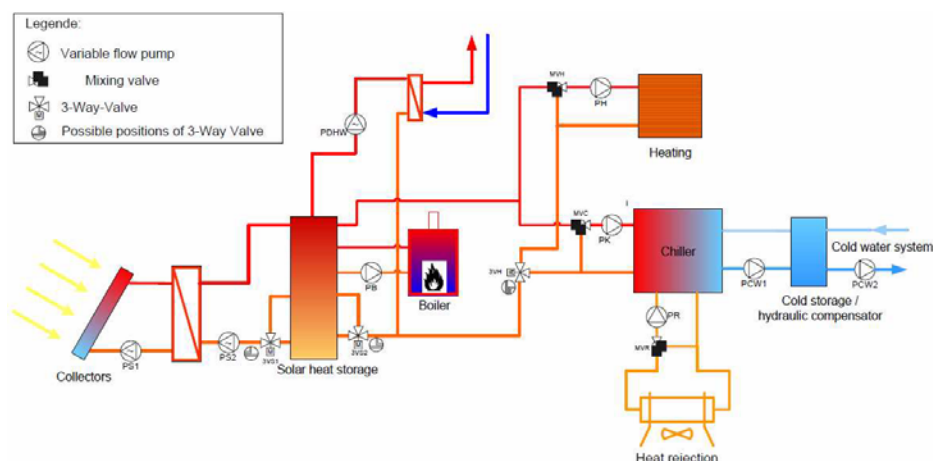 Legende:
Variable flow pump
Mixing valve
3-Way-Valve
Possible positions of 3-Way Valve
PDHW
MVH
PH
Heating
MVC
PK
I
Chiller
Cold water system
PCW1
PCW2
Cold storage /
hydraulic compensator
3VH
PB
Boiler
PR
MVR
Heat rejection
PS1
PS2
3VS1
3VS2
M
M
M
M
Collectors
Solar heat storage